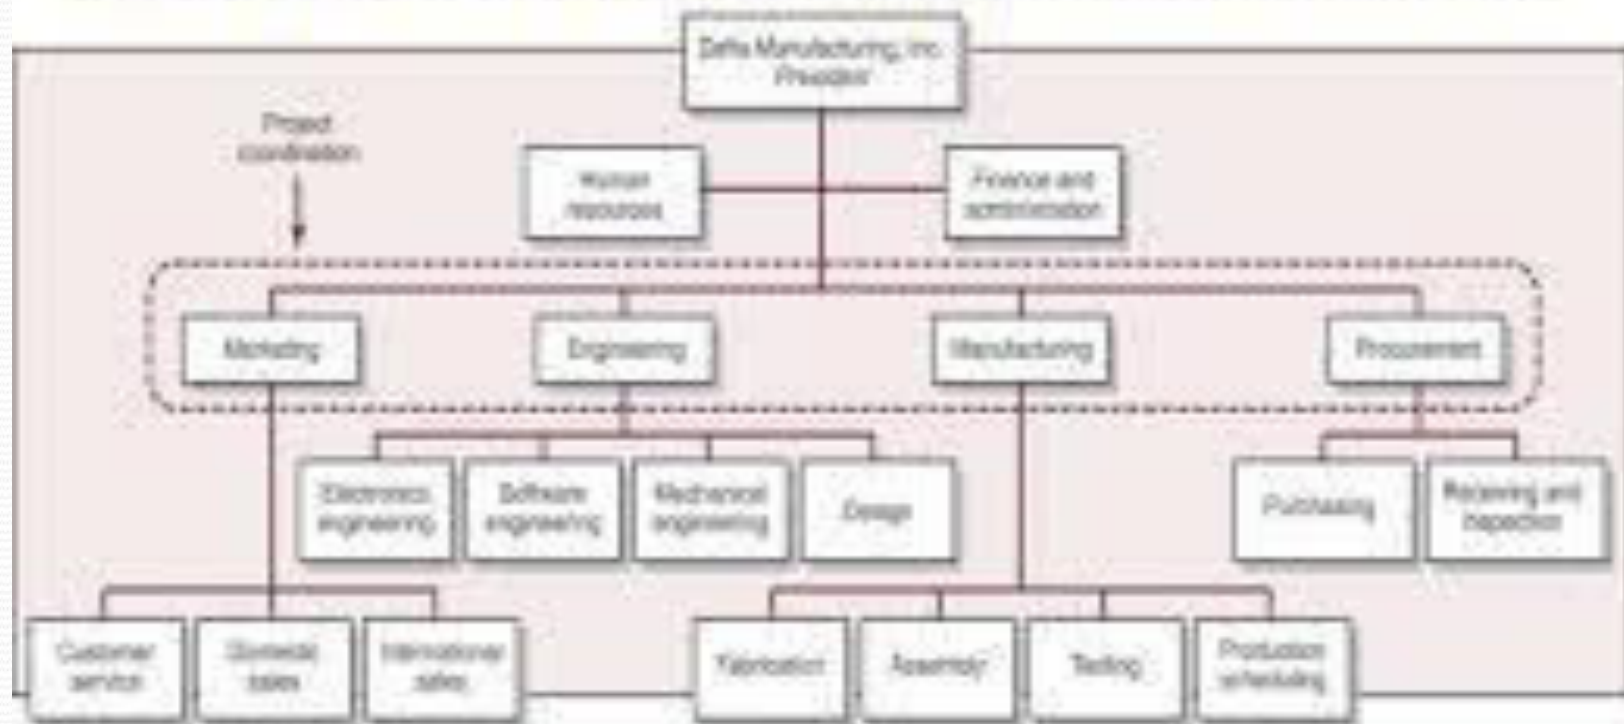 Delta Manufacturing, Inc.
President
Project
coordination
Human
resources
Finance and
administration
Marketing
Engineering
Manufacturing
Procurement
Electronics
engineering
Software
engineering
Mechanical
engineering
Design
Purchasing
Receiving and
inspection
Customer
service
Domestic
sales
International
sales
Fabrication
Assembly
Testing
Production
scheduling